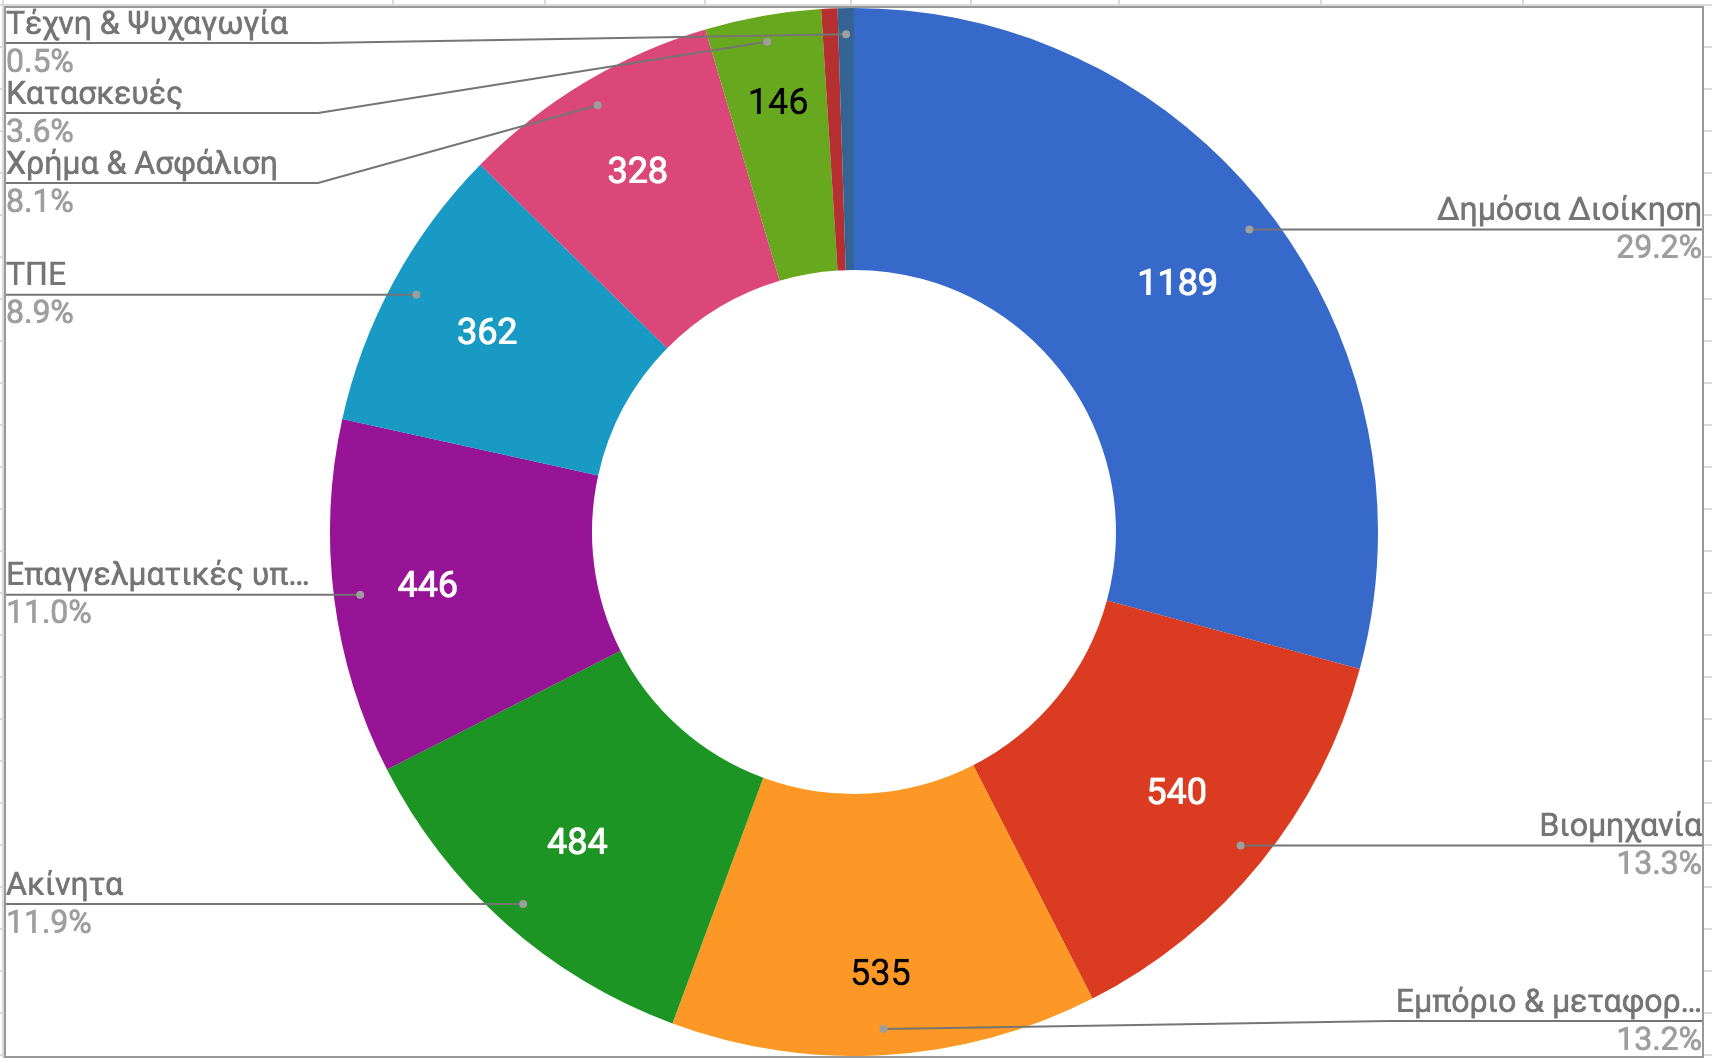 Τέχνη & Ψυχαγωγία
0.5%
Κατασκευές
3.6%
Χρήμα & Ασφάλιση
8.1%
ΤΠΕ
8.9%
Επαγγελματικές υπ...
11.0%
Ακίνητα
11.9%
146
328
362
446
484
535
540
1189
Δημόσια Διοίκηση
29.2%
Βιομηχανία
13.3%
Εμπόριο & μεταφορ...
13.2%